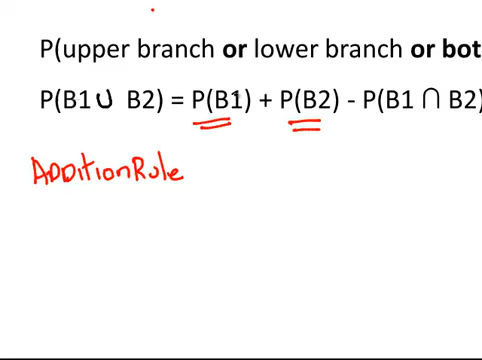 P(upper branch or lower branch or bot
P(B1 ∪ B2) = P(B1) + P(B2) - P(B1 ∩ B2)
AdditionRule